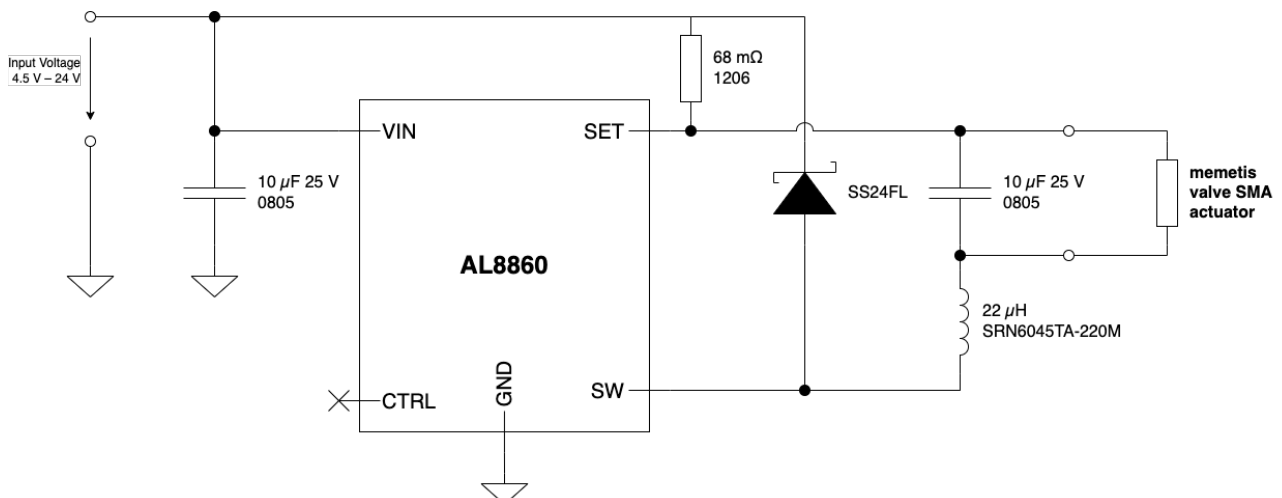 Input Voltage
4.5 V – 24 V
68 mΩ
1206
VIN
SET
10 µF 25 V
0805
SS24FL
10 µF 25 V
0805
memetis
valve SMA
actuator
AL8860
22 µH
SRN6045TA-220M
CTRL
GND
SW